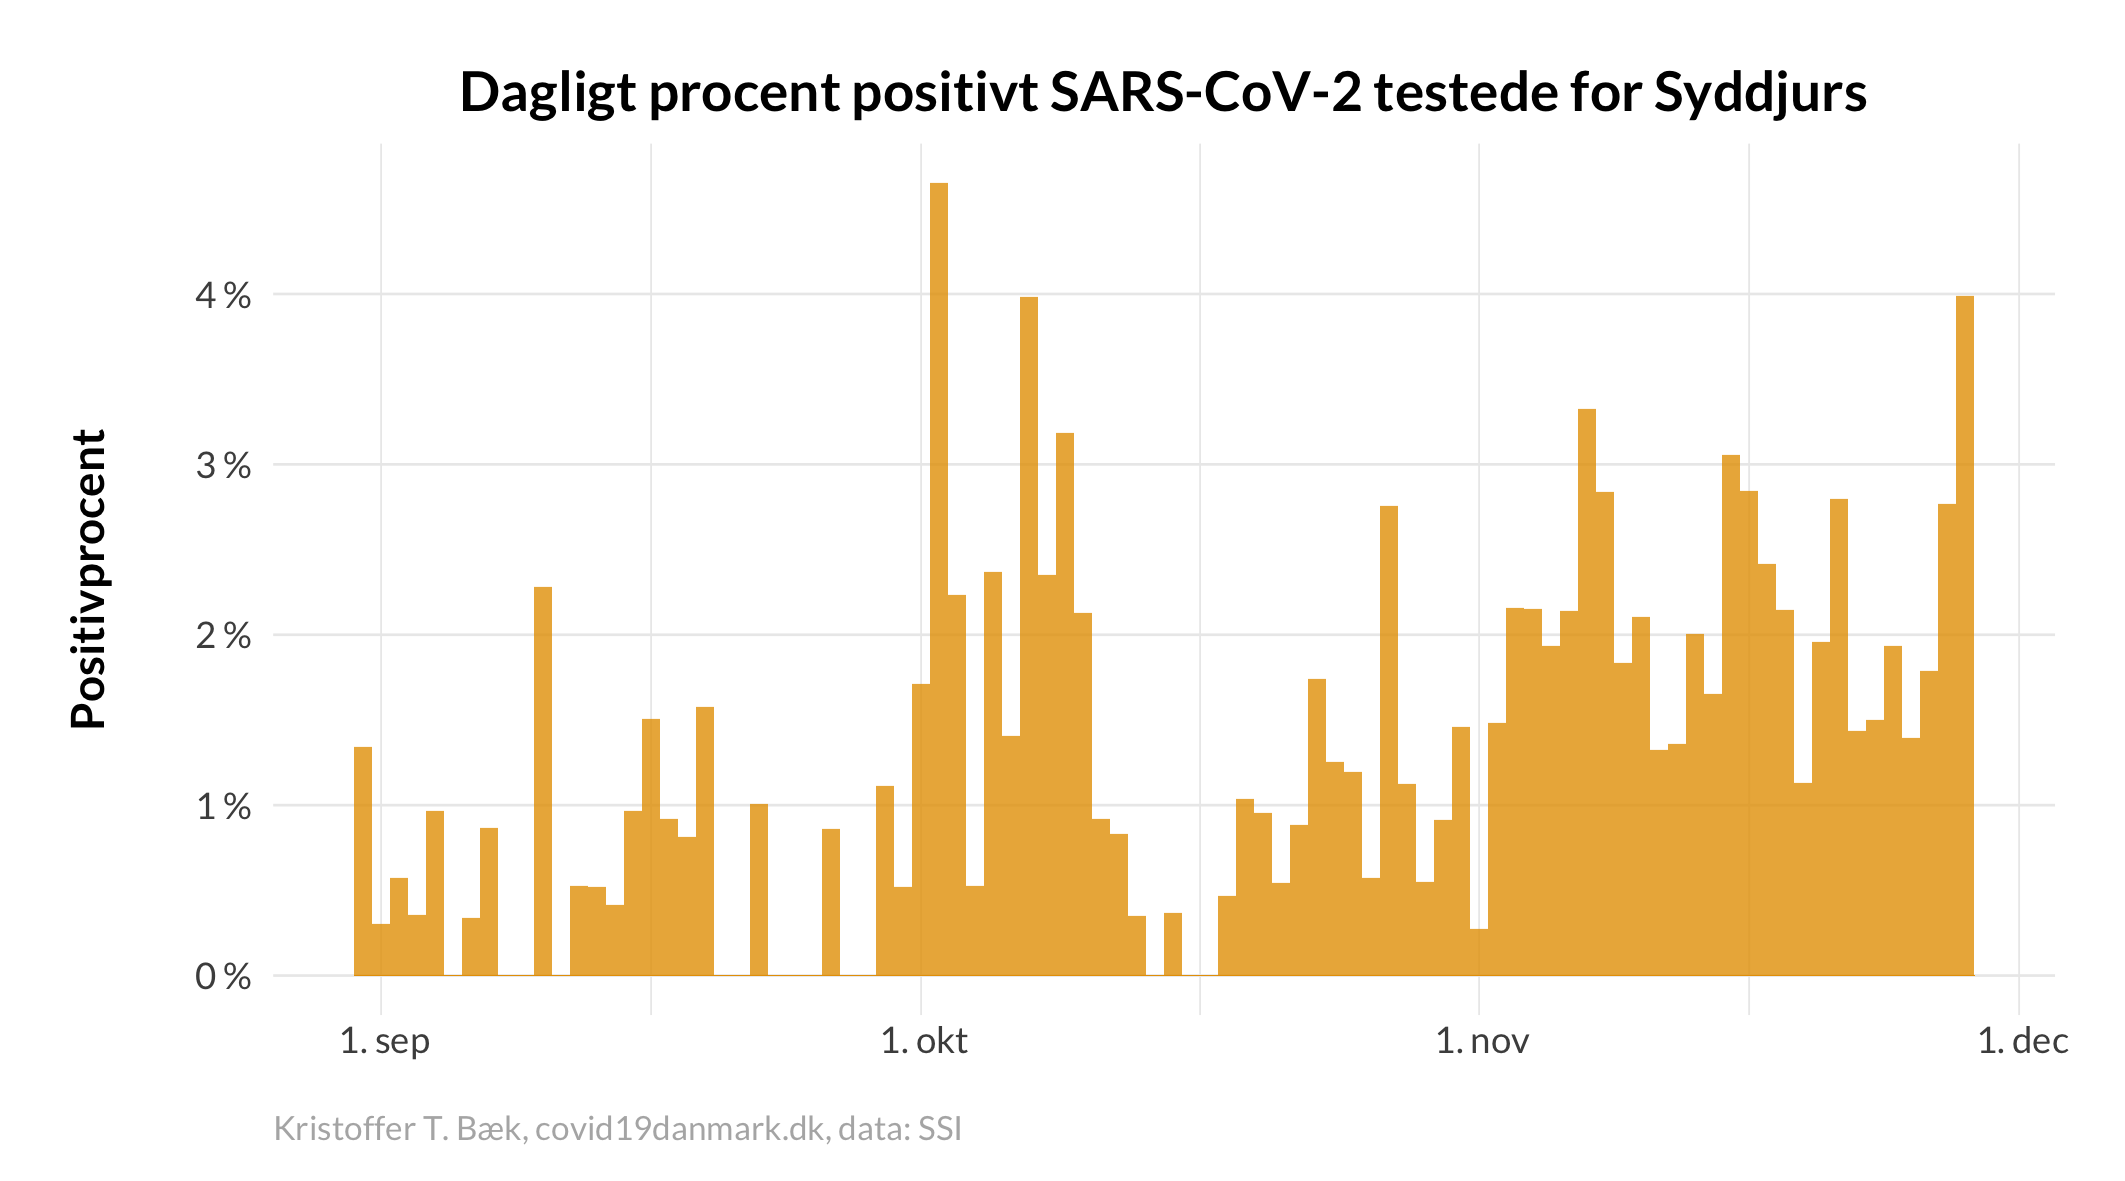 Dagligt procent positivt SARS-CoV-2 testede for Syddjurs
Positivprocent
4 %
3 %
2 %
1 %
0 %
1. sep
1. okt
1. nov
1. dec
Kristoffer T. Bæk, covid19danmark.dk, data: SSI